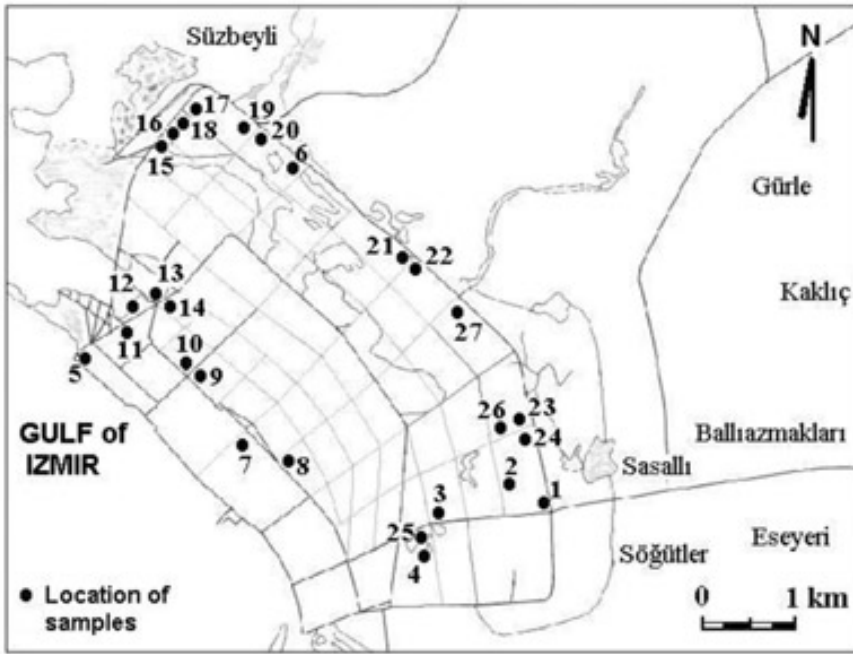 Süzbeyli
N
17
19
16
18
20
15
6
Gürle
21
22
13
12
Kaklıç
14
27
11
10
5
9
23
26
GULF of
IZMIR
24
Ballıazmakları
7
8
2
Sasallı
1
3
25
Eseyeri
Söğütler
4
Location of
samples
0 1 km